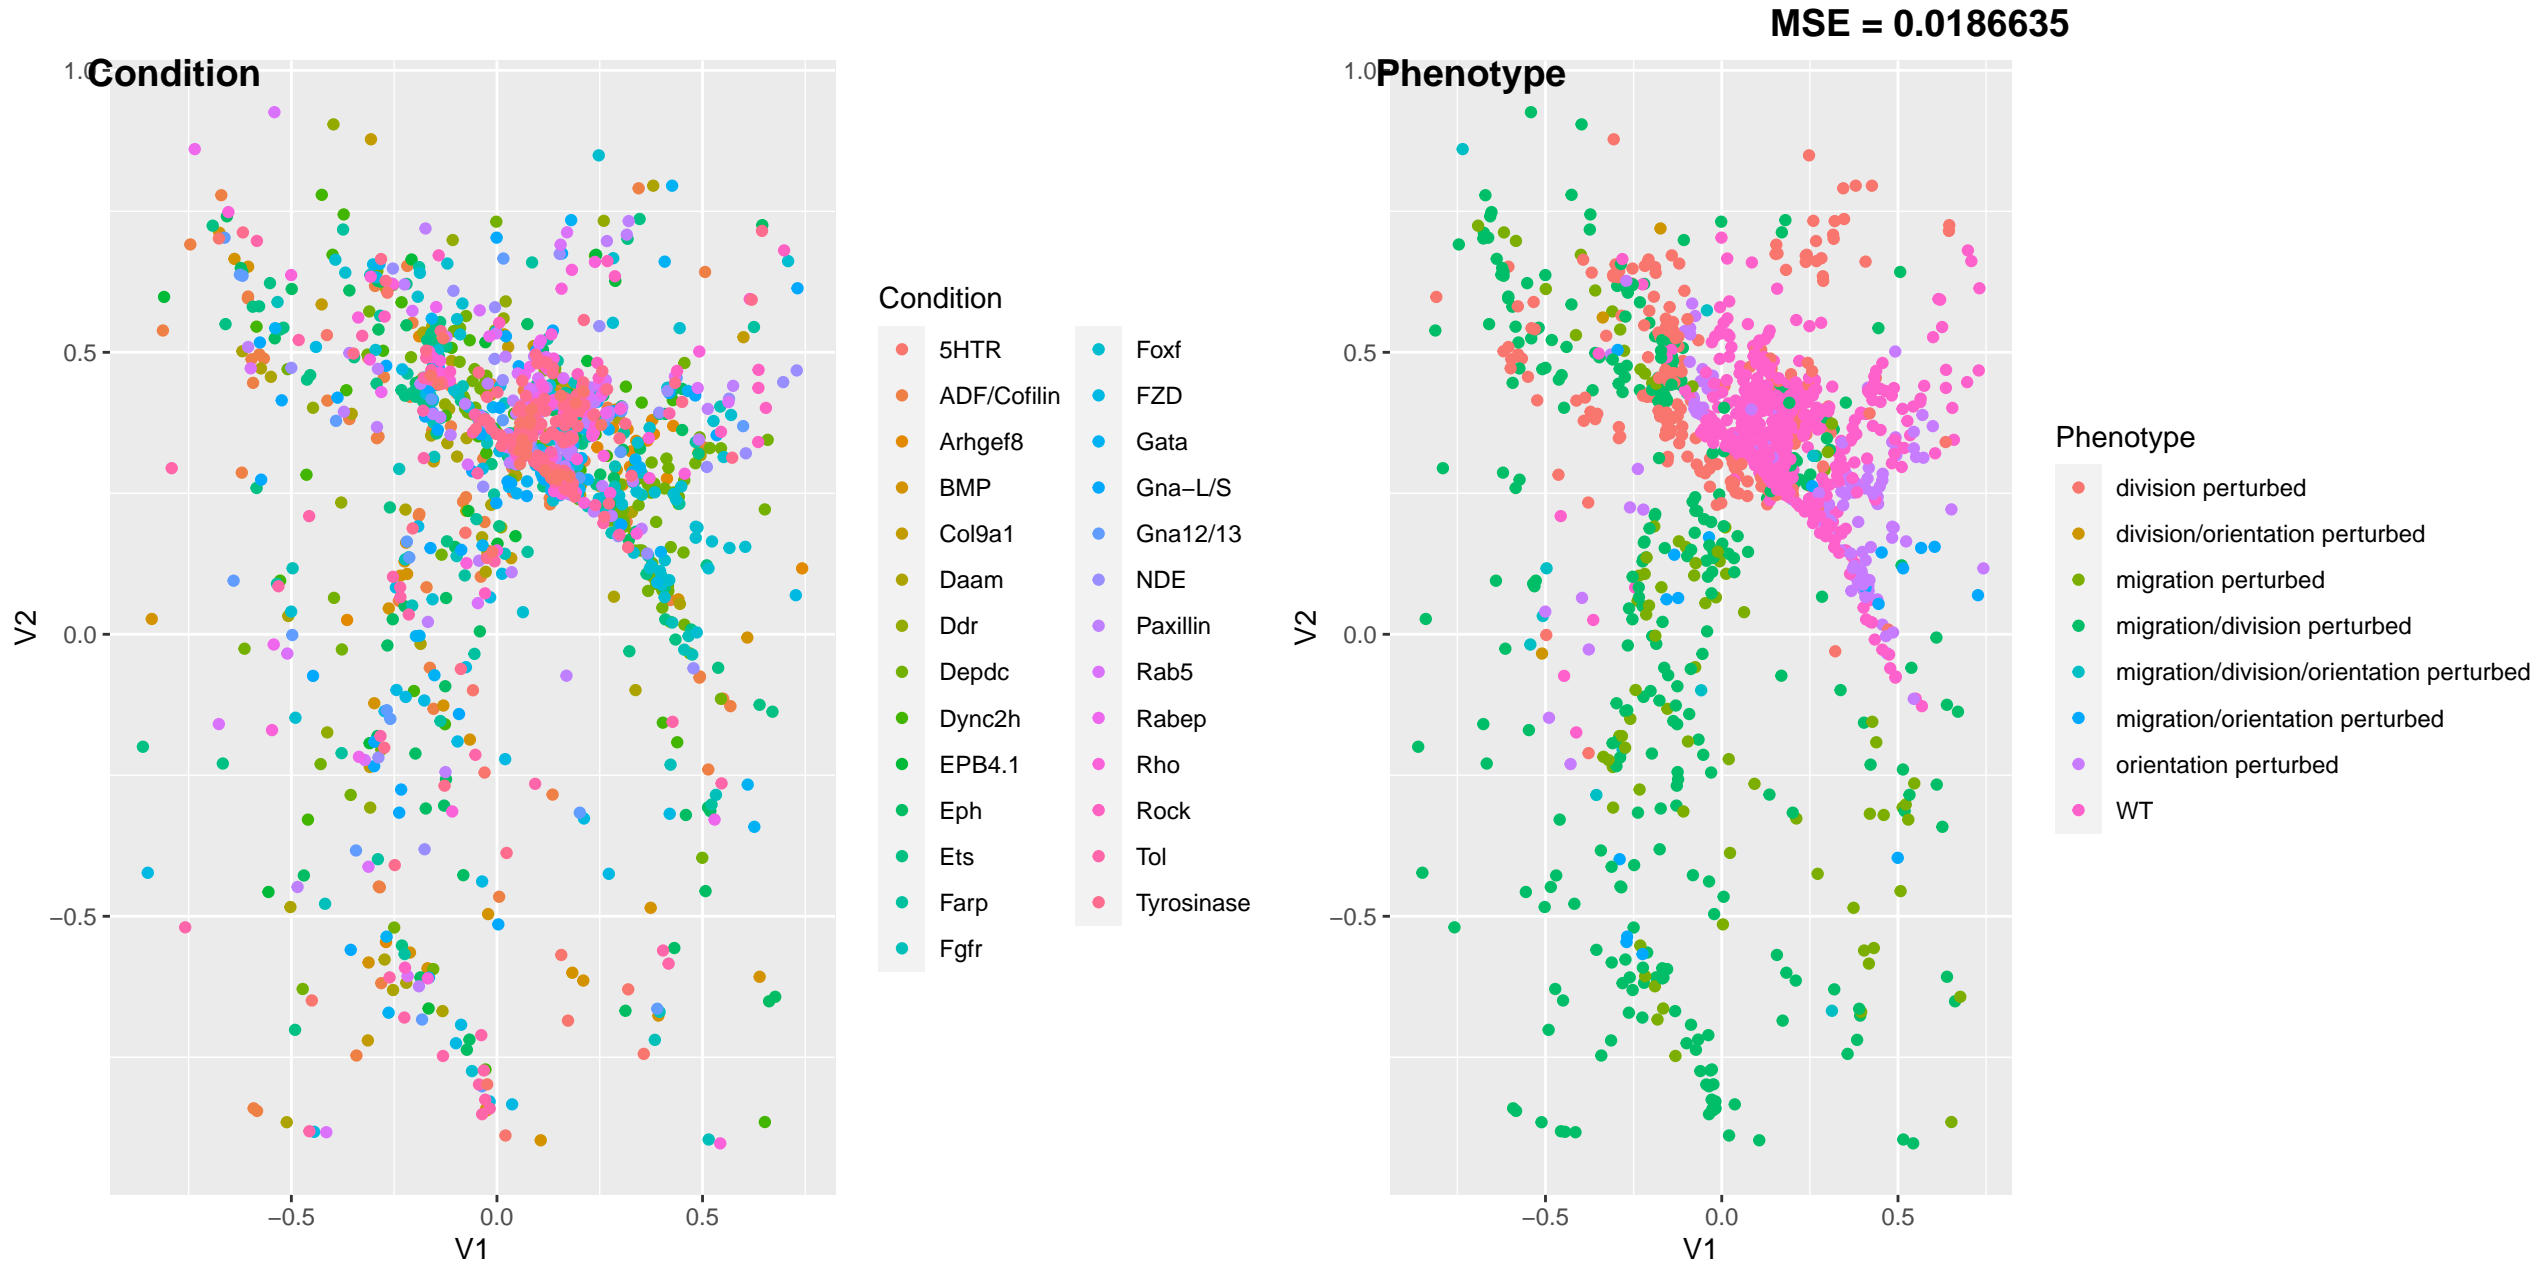 MSE = 0.0186635
Condition
1.0
0.5
0.0
−0.5
V2
−0.5 0.0 0.5
V1
Condition
5HTR
ADF/Cofilin
Arhgef8
BMP
Col9a1
Daam
Ddr
Depdc
Dync2h
EPB4.1
Eph
Ets
Farp
Fgfr
Foxf
FZD
Gata
Gna−L/S
Gna12/13
NDE
Paxillin
Rab5
Rabep
Rho
Rock
Tol
Tyrosinase
Phenotype
1.0
0.5
0.0
−0.5
V2
−0.5 0.0 0.5
V1
Phenotype
division perturbed
division/orientation perturbed
migration perturbed
migration/division perturbed
migration/division/orientation perturbed
migration/orientation perturbed
orientation perturbed
WT